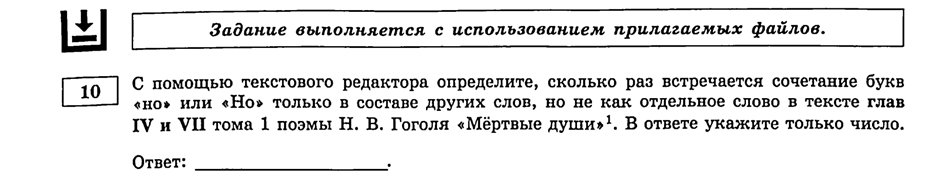 Задание выполняется с использованием прилагаемых файлов.
10
С помощью текстового редактора определите, сколько раз встречается сочетание букв
«но» или «Но» только в составе других слов, но не как отдельное слово в тексте глав
IV и VII тома 1 поэмы Н. В. Гоголя «Мёртвые души»¹. В ответе укажите только число.
Ответ: ____________________.